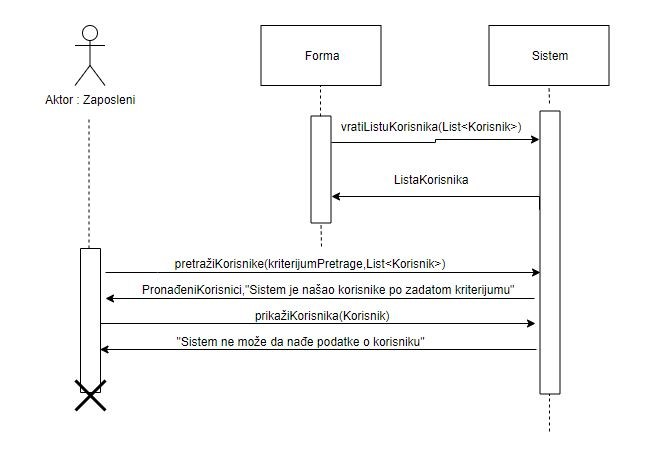 Forma
Sistem
Aktor : Zaposleni
vratiListuKorisnika(List<Korisnik>)
ListaKorisnika
pretražiKorisnike(kriterijumPretrage,List<Korisnik>)
PronađeniKorisnici,"Sistem je našao korisnike po zadatom kriterijumu"
prikažiKorisnika(Korisnik)
"Sistem ne može da nađe podatke o korisniku"